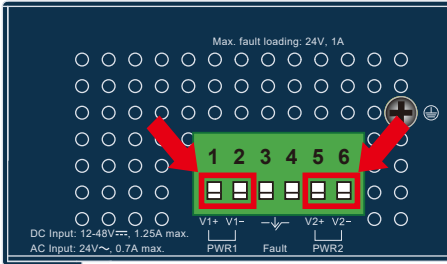 Max. fault loading: 24V, 1A
1 2 3 4 5 6
V1+ V1- V2+ V2-
DC Input: 12-48V⎓, 1.25A max.
AC Input: 24V～, 0.7A max.
PWR1 Fault PWR2